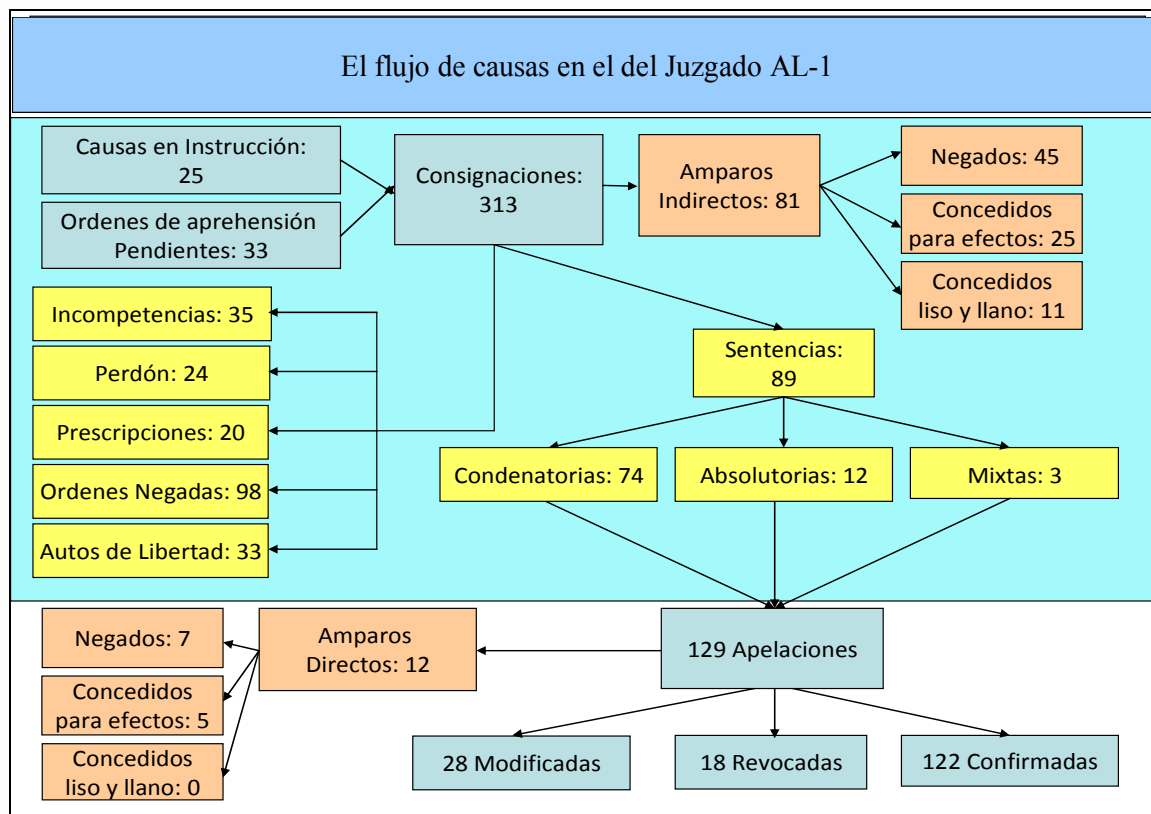 El flujo de causas en el del Juzgado AL-1
Causas en Instrucción:
25
Ordenes de aprehensión
Pendientes: 33
Consignaciones:
313
Amparos
Indirectos: 81
Negados: 45
Concedidos
para efectos: 25
Concedidos
liso y llano: 11
Incompetencias: 35
Perdón: 24
Prescripciones: 20
Ordenes Negadas: 98
Autos de Libertad: 33
Sentencias:
89
Condenatorias: 74
Absolutorias: 12
Mixtas: 3
Negados: 7
Concedidos
para efectos: 5
Concedidos
liso y llano: 0
Amparos
Directos: 12
129 Apelaciones
28 Modificadas
18 Revocadas
122 Confirmadas